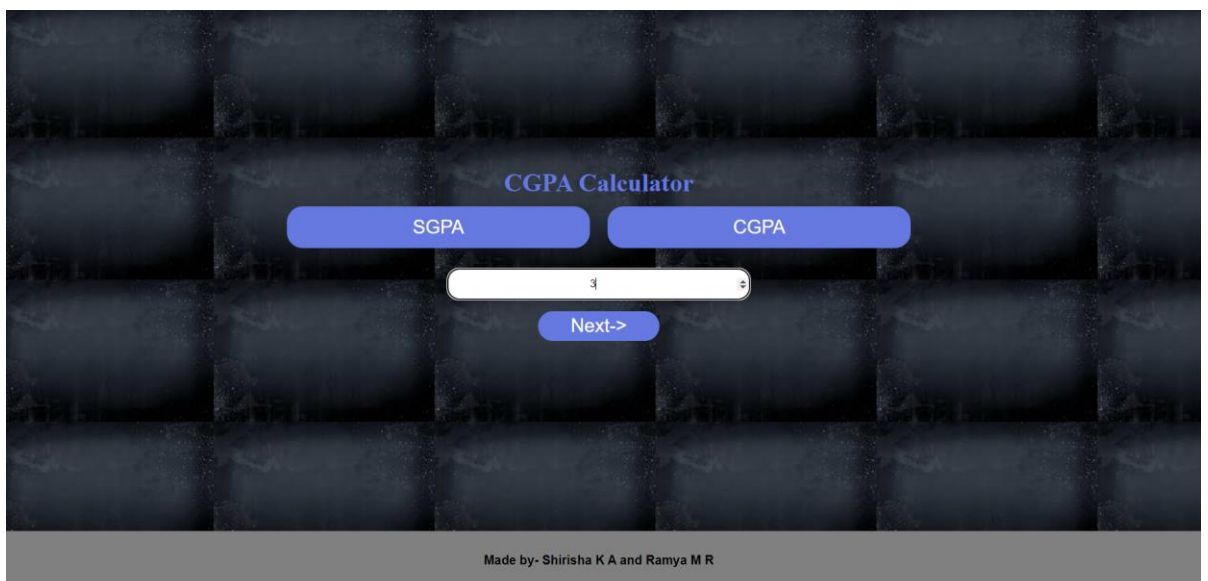 CGPA Calculator
SGPA CGPA
3
Next->
Made by- Shirisha K A and Ramya M R